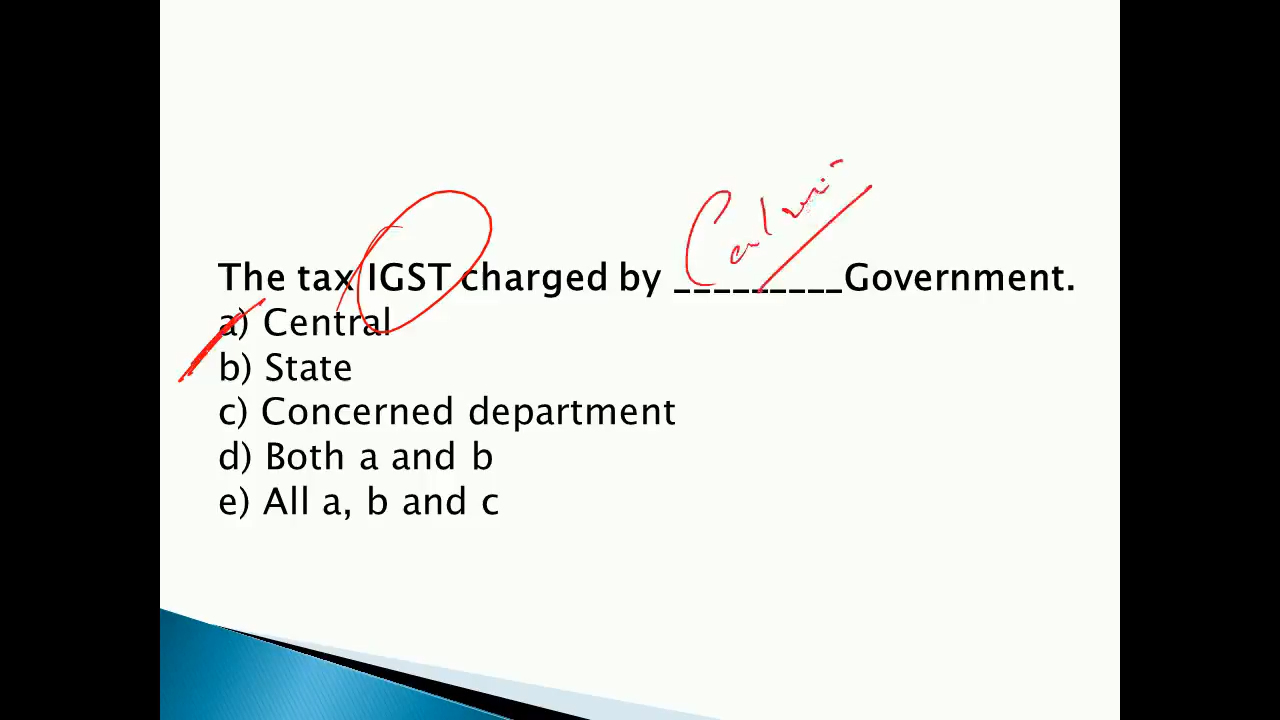 The tax IGST charged by _________Government.
a) Central
b) State
c) Concerned department
d) Both a and b
e) All a, b and c